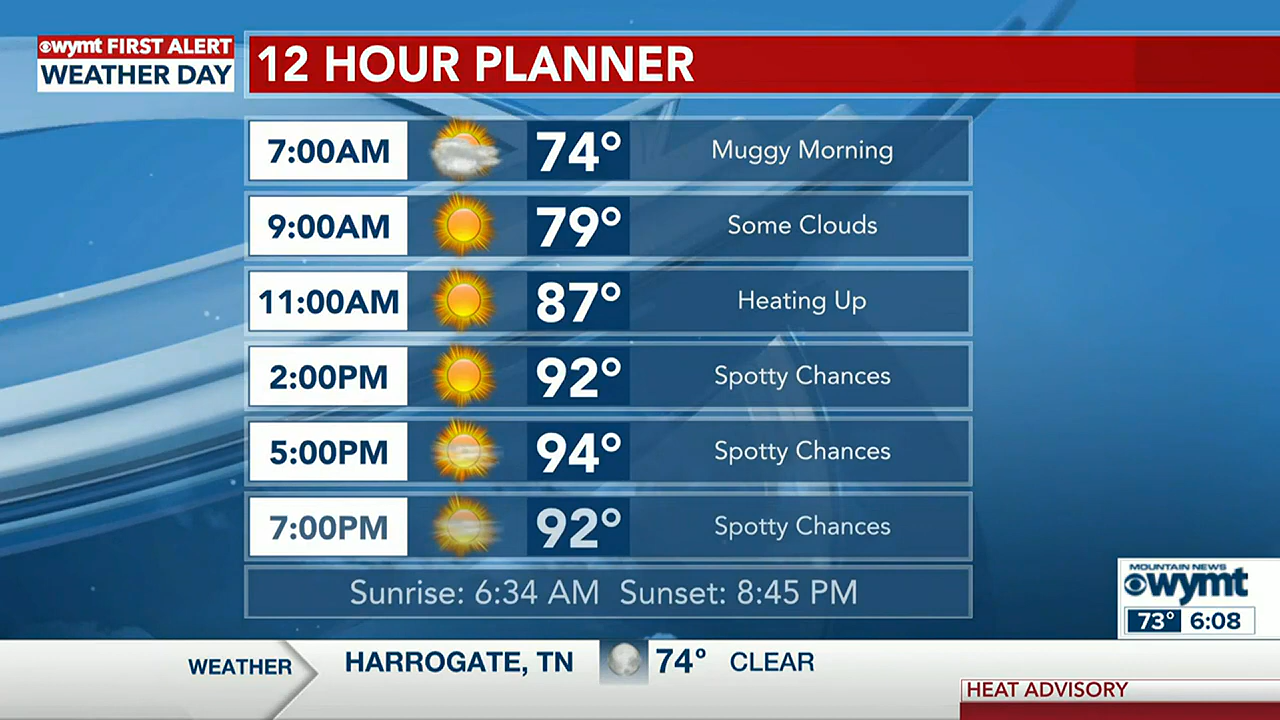 wymt FIRST ALERT
WEATHER DAY
12 HOUR PLANNER
7:00AM 74° Muggy Morning
9:00AM 79° Some Clouds
11:00AM 87° Heating Up
2:00PM 92° Spotty Chances
5:00PM 94° Spotty Chances
7:00PM 92° Spotty Chances
Sunrise: 6:34 AM Sunset: 8:45 PM
MOUNTAIN NEWS
wymt
73° 6:08
WEATHER HARROGATE, TN 74° CLEAR
HEAT ADVISORY